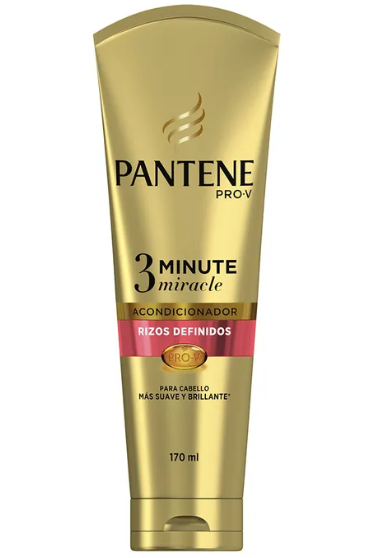 PANTENE
PRO-V
3 MINUTE
miracle
ACONDICIONADOR
RIZOS DEFINIDOS
PRO-V
PARA CABELLO
MÁS SUAVE Y BRILLANTE*
170 ml